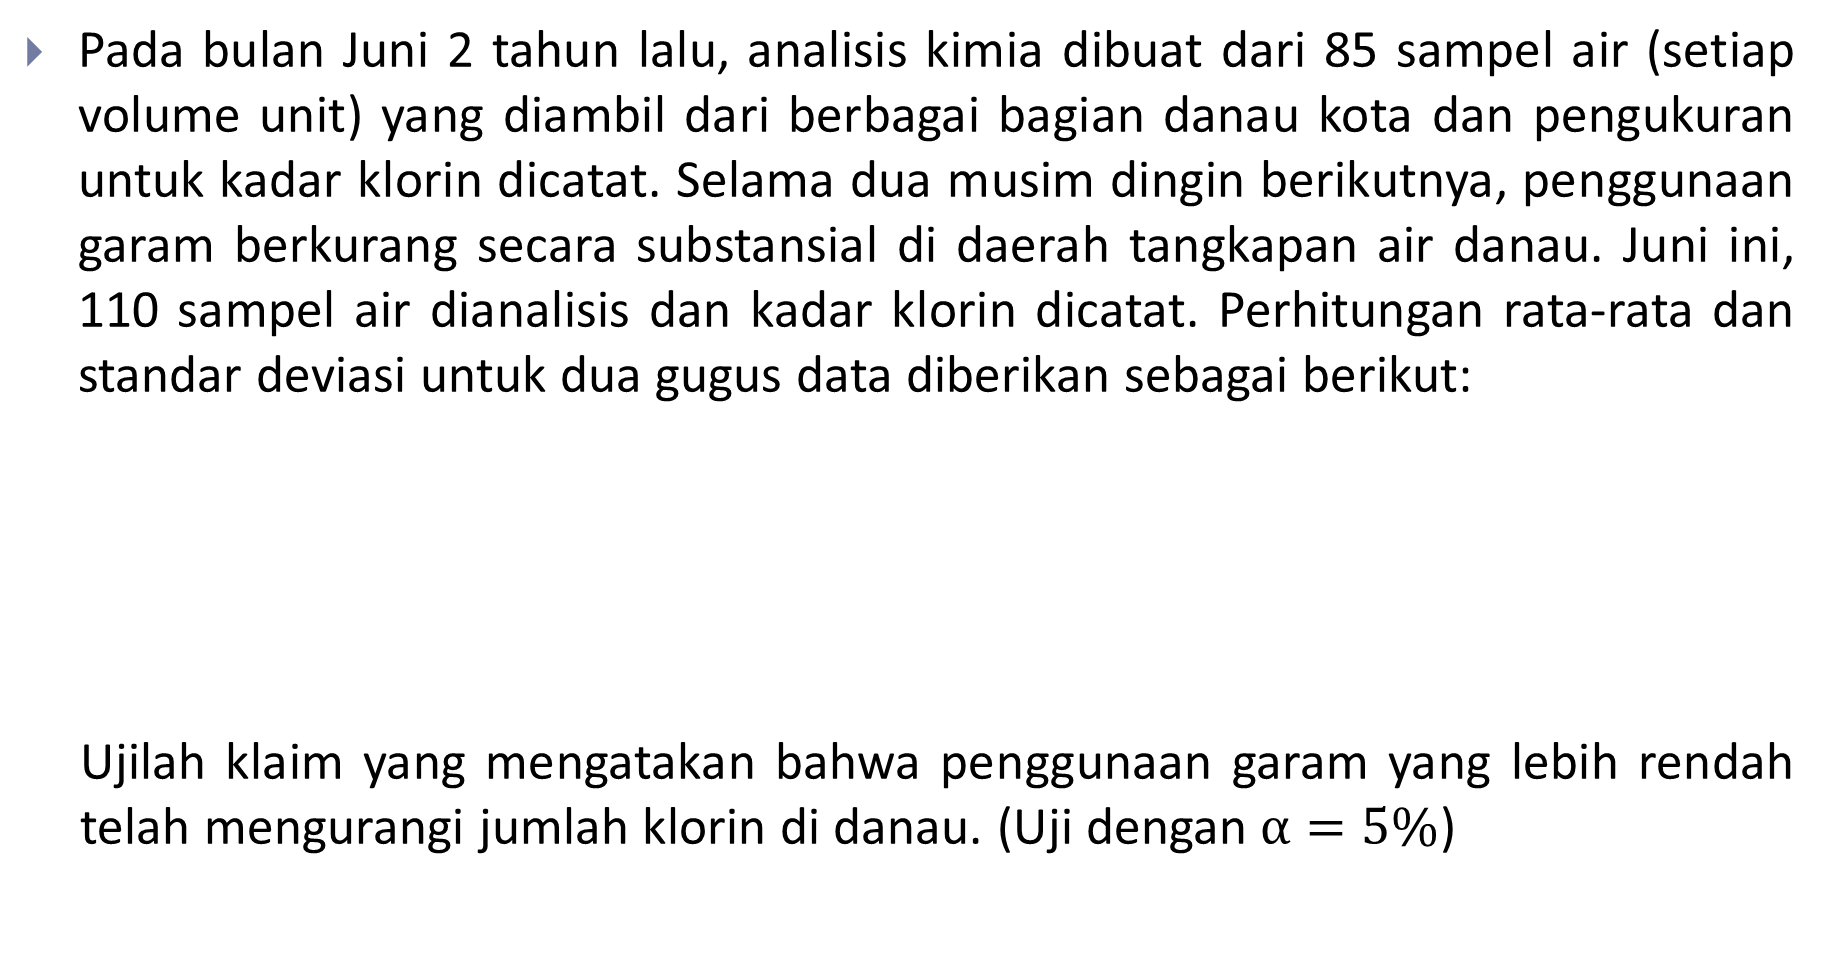 Pada bulan Juni 2 tahun lalu, analisis kimia dibuat dari 85 sampel air (setiap
volume unit) yang diambil dari berbagai bagian danau kota dan pengukuran
untuk kadar klorin dicatat. Selama dua musim dingin berikutnya, penggunaan
garam berkurang secara substansial di daerah tangkapan air danau. Juni ini,
110 sampel air dianalisis dan kadar klorin dicatat. Perhitungan rata-rata dan
standar deviasi untuk dua gugus data diberikan sebagai berikut:
Ujilah klaim yang mengatakan bahwa penggunaan garam yang lebih rendah
telah mengurangi jumlah klorin di danau. (Uji dengan α = 5%)